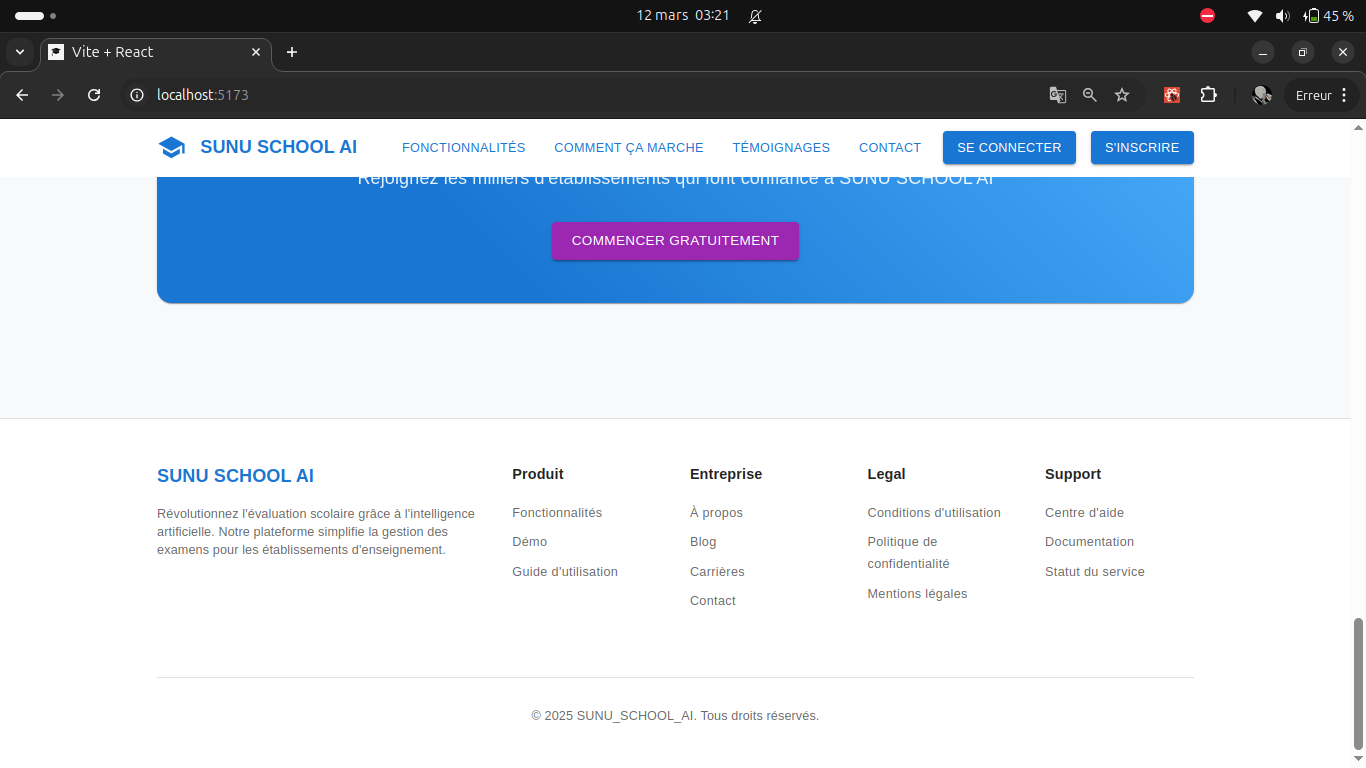 12 mars 03:21
45 %
Vite + React
localhost:5173
Erreur
SUNU SCHOOL AI
FONCTIONNALITÉS
COMMENT ÇA MARCHE
TÉMOIGNAGES
CONTACT
SE CONNECTER
S'INSCRIRE
Rejoignez les milliers d'établissements qui font confiance à SUNU SCHOOL AI
COMMENCER GRATUITEMENT
SUNU SCHOOL AI
Révolutionnez l'évaluation scolaire grâce à l'intelligence
artificielle. Notre plateforme simplifie la gestion des
examens pour les établissements d'enseignement.
Produit
Fonctionnalités
Démo
Guide d'utilisation
Entreprise
À propos
Blog
Carrières
Contact
Legal
Conditions d'utilisation
Politique de
confidentialité
Mentions légales
Support
Centre d'aide
Documentation
Statut du service
© 2025 SUNU_SCHOOL_AI. Tous droits réservés.